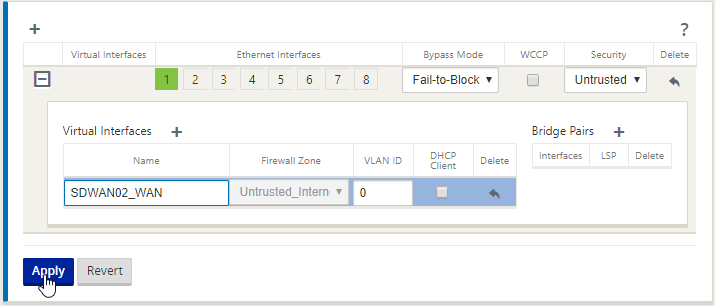 + ?
Virtual Interfaces Ethernet Interfaces Bypass Mode WCCP Security Delete
1 2 3 4 5 6 7 8 Fail-to-Block Untrusted
Virtual Interfaces + Bridge Pairs +
Name Firewall Zone VLAN ID DHCP Client Delete Interfaces LSP Delete
SDWAN02_WAN Untrusted_Intern 0
Apply Revert